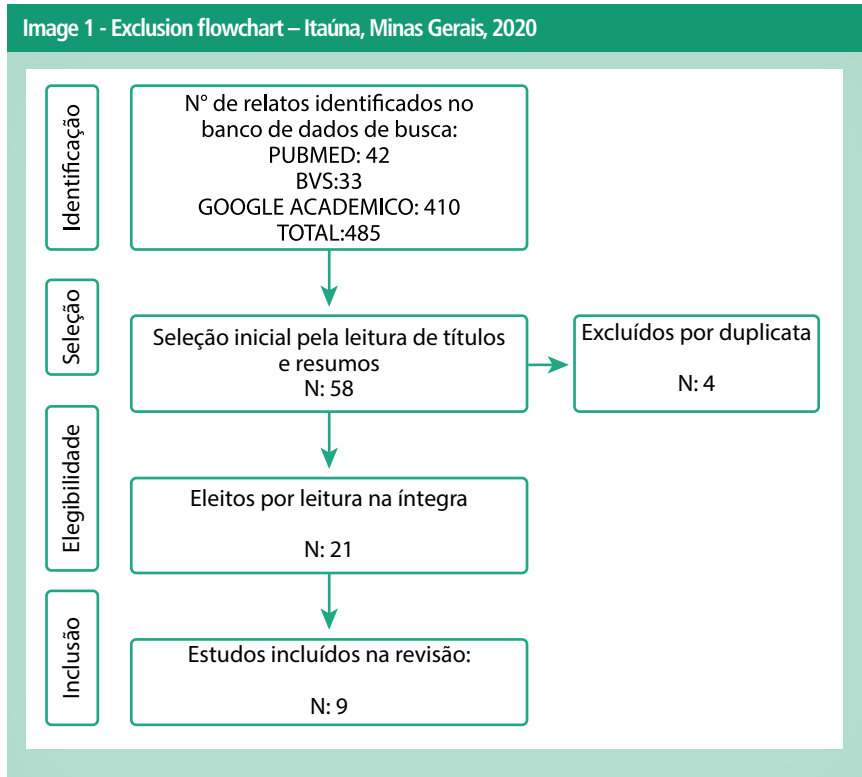 Image 1 - Exclusion flowchart – Itaúna, Minas Gerais, 2020
Identificação
N° de relatos identificados no
banco de dados de busca:
PUBMED: 42
BVS:33
GOOGLE ACADEMICO: 410
TOTAL:485
Seleção
Seleção inicial pela leitura de títulos
e resumos
N: 58
Excluídos por duplicata
N: 4
Elegibilidade
Eleitos por leitura na íntegra
N: 21
Inclusão
Estudos incluídos na revisão:
N: 9